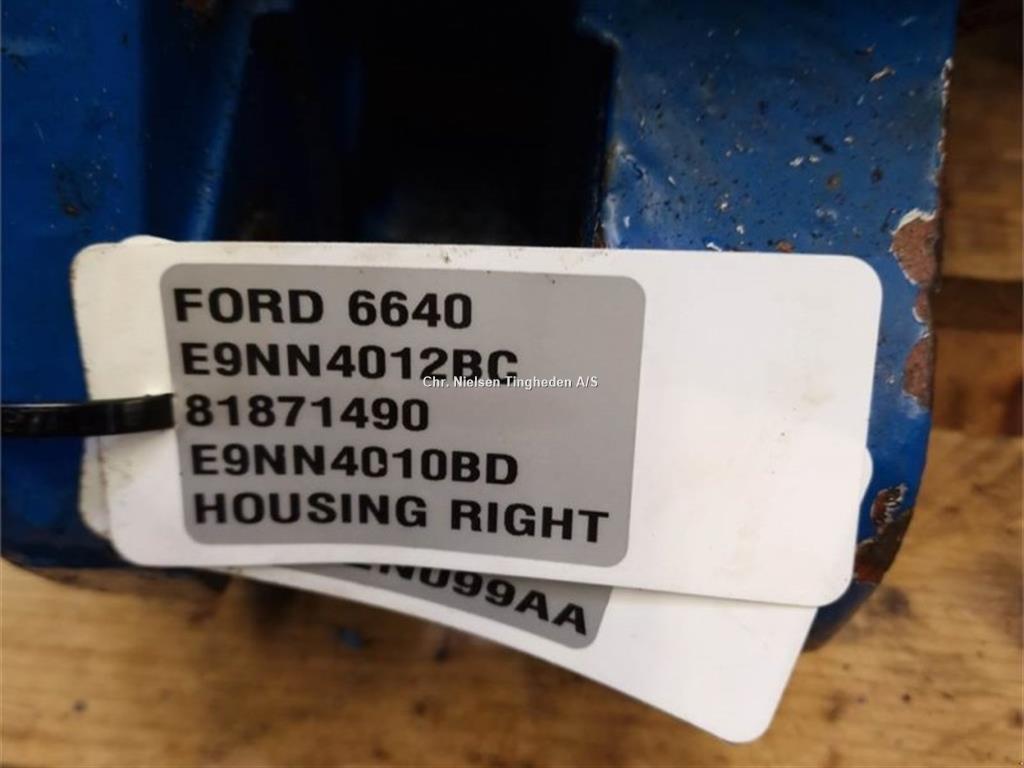 FORD 6640
E9NN4012BC
Chr. Nielsen Tingheden A/S
81871490
E9NN4010BD
HOUSING RIGHT